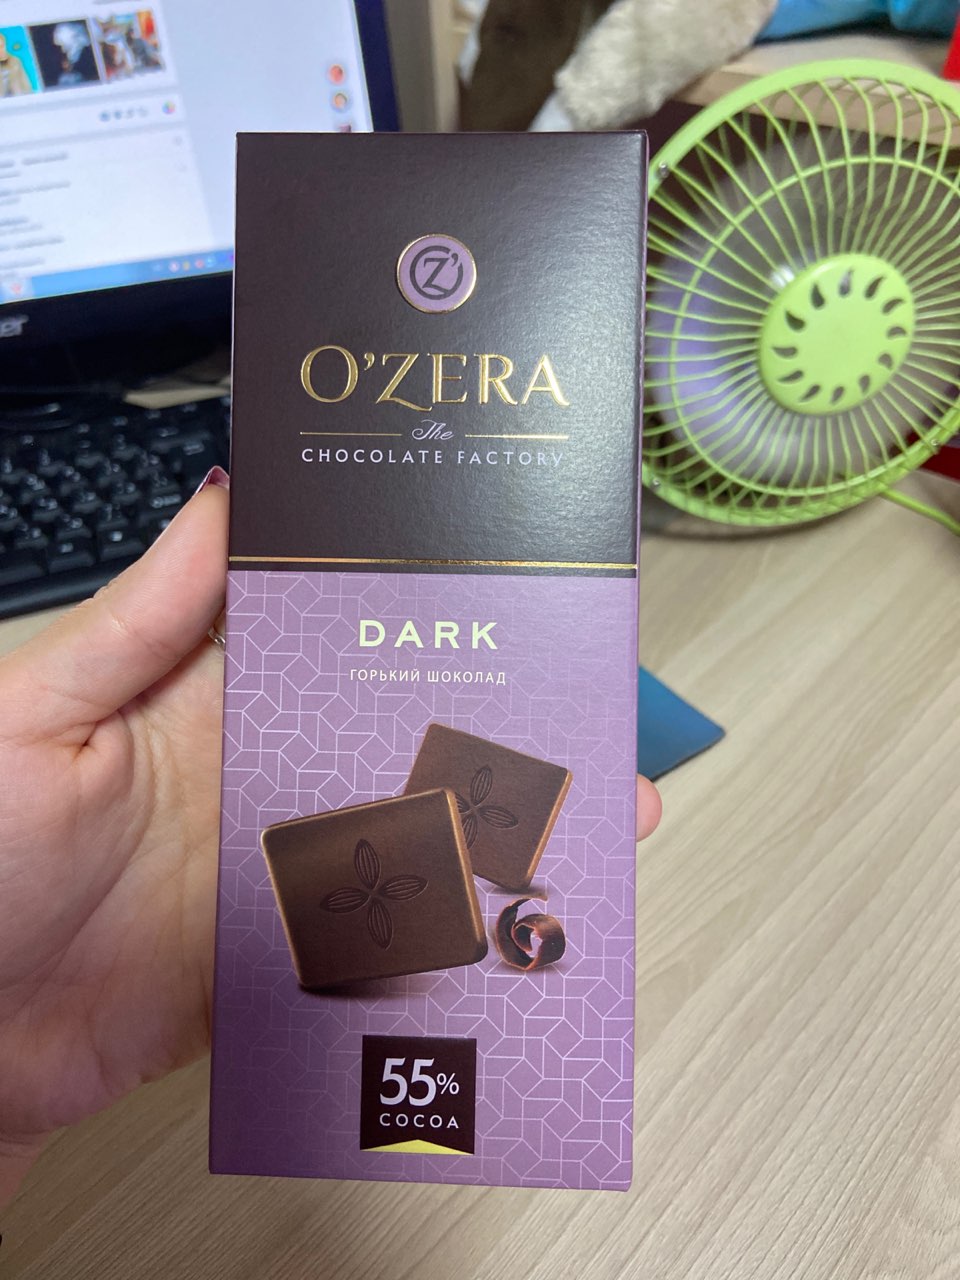 Z'
O'ZERA
The
CHOCOLATE FACTORY
DARK
ГОРЬКИЙ ШОКОЛАД
55%
COCOA